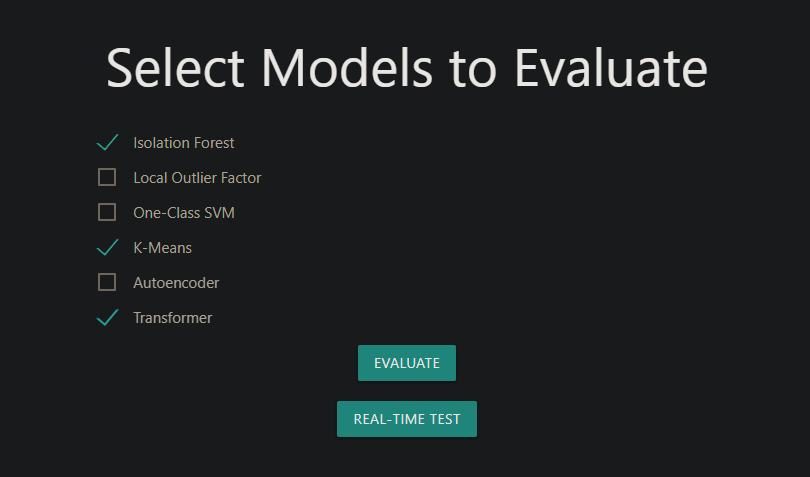 Select Models to Evaluate
Isolation Forest
Local Outlier Factor
One-Class SVM
K-Means
Autoencoder
Transformer
EVALUATE
REAL-TIME TEST